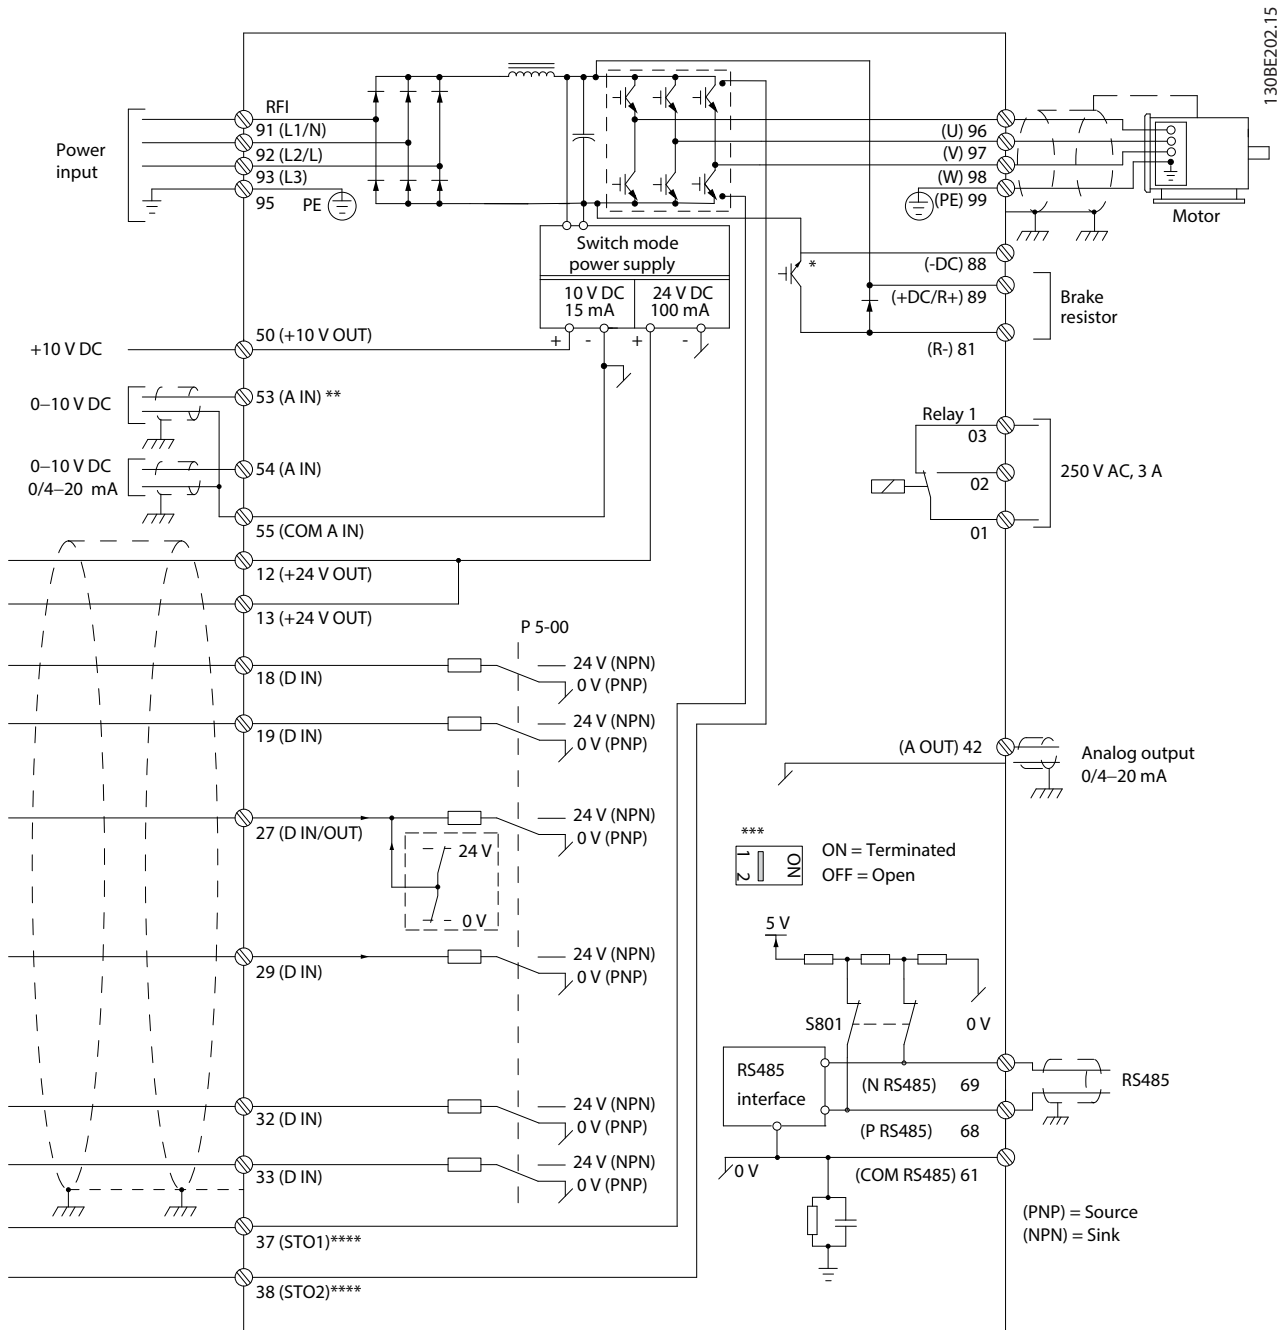 130BE202.15
RFI
Power
input
91 (L1/N)
92 (L2/L)
93 (L3)
95
PE
(U) 96
(V) 97
(W) 98
(PE) 99
Motor
Switch mode
power supply
10 V DC
15 mA
24 V DC
100 mA
+ - + -
*
(-DC) 88
(+DC/R+) 89
(R-) 81
Brake
resistor
+10 V DC
50 (+10 V OUT)
0–10 V DC
53 (A IN) **
0–10 V DC
0/4–20 mA
54 (A IN)
55 (COM A IN)
Relay 1
03
02
01
250 V AC, 3 A
12 (+24 V OUT)
13 (+24 V OUT)
P 5-00
18 (D IN)
24 V (NPN)
0 V (PNP)
19 (D IN)
24 V (NPN)
0 V (PNP)
27 (D IN/OUT)
24 V (NPN)
0 V (PNP)
24 V
0 V
29 (D IN)
24 V (NPN)
0 V (PNP)
32 (D IN)
24 V (NPN)
0 V (PNP)
33 (D IN)
24 V (NPN)
0 V (PNP)
37 (STO1)****
38 (STO2)****
(A OUT) 42
Analog output
0/4–20 mA
***
1 2 ON
ON = Terminated
OFF = Open
5 V
S801
0 V
RS485
interface
(N RS485) 69
(P RS485) 68
RS485
0 V
(COM RS485) 61
(PNP) = Source
(NPN) = Sink